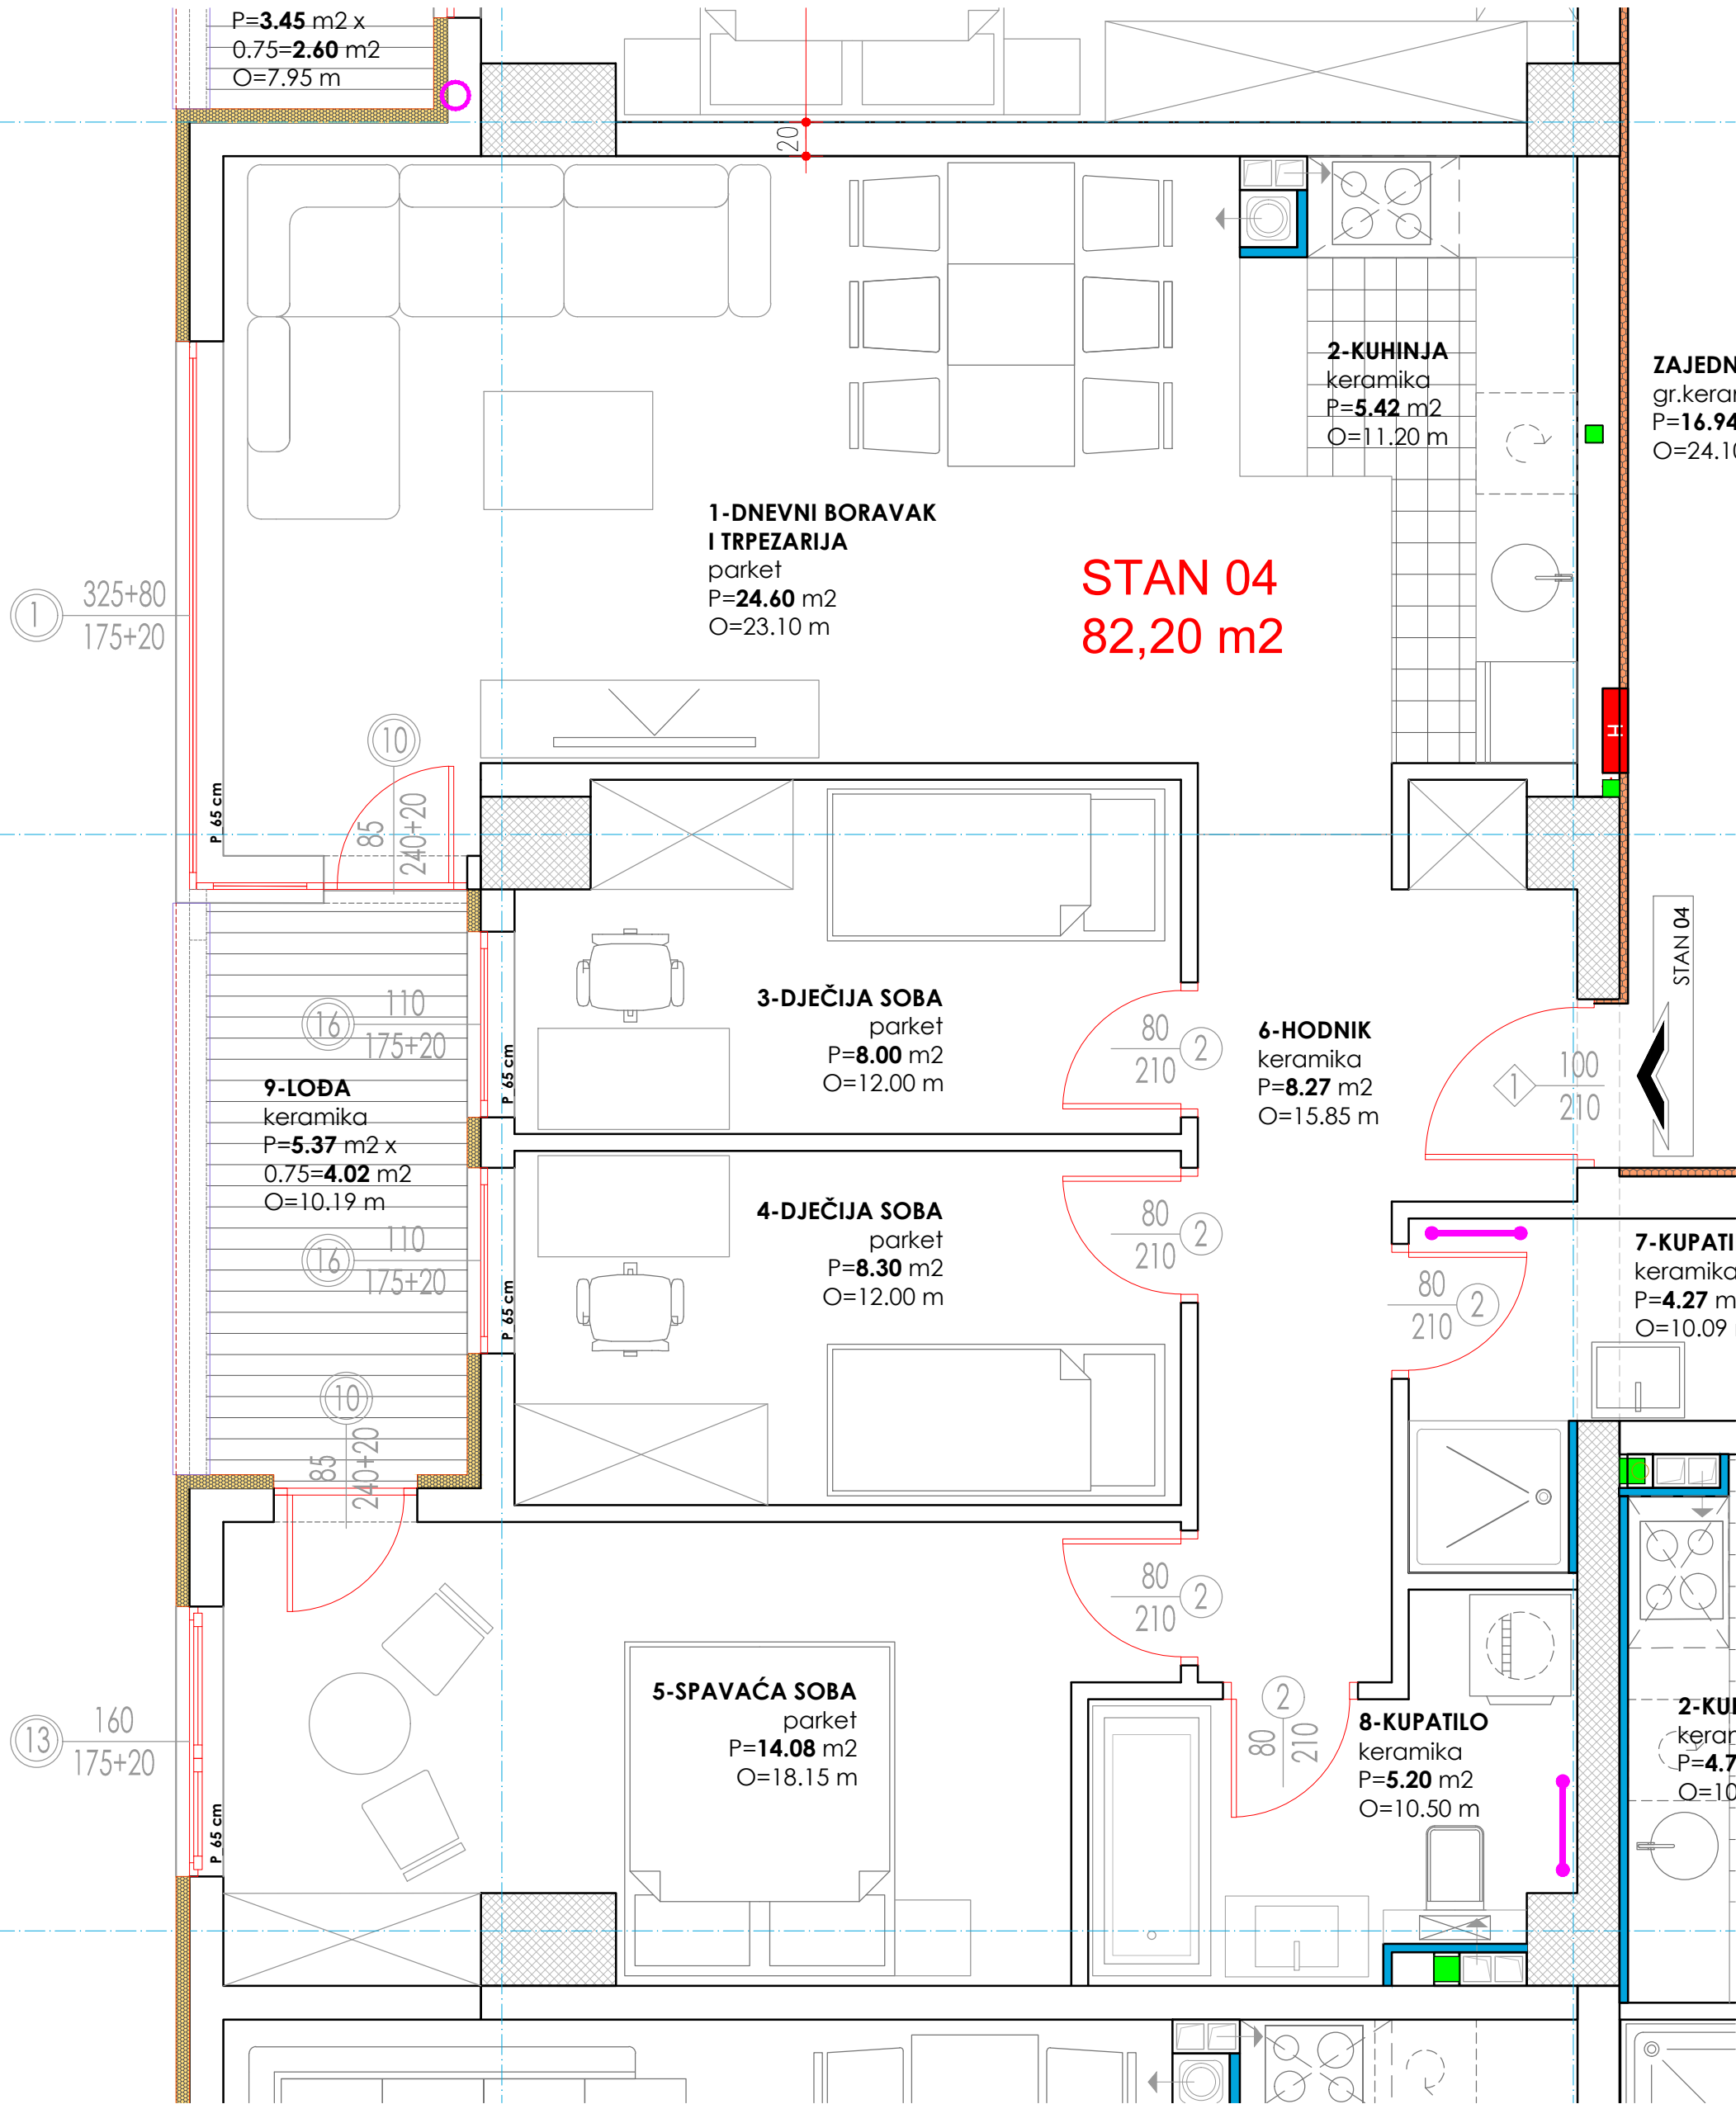 P=3.45 m2 x
0.75=2.60 m2
O=7.95 m
20
2-KUHINJA
keramika
P=5.42 m2
O=11.20 m
gr.
P=16.94
1-DNEVNI BORAVAK
I TRPEZARIJA
parket
P=24.60 m2
O=23.10 m
STAN 04
82,20 m2
1
325+80
175+20
10
85
240+20
P 65 cm
H
STAN 04
3-DJEČIJA SOBA
parket
P=8.00 m2
O=12.00 m
16
110
175+20
P 65 cm
80
210
2
6-HODNIK
keramika
P=8.27 m2
O=15.85 m
1
100
210
9-LOĐA
keramika
P=5.37 m2 x
0.75=4.02 m2
O=10.19 m
4-DJEČIJA SOBA
parket
P=8.30 m2
O=12.00 m
16
110
175+20
P 65 cm
80
210
2
80
210
2
keramika
P=4.27 m
O=10.09
10
85
240+20
80
210
2
5-SPAVAĆA SOBA
parket
P=14.08 m2
O=18.15 m
13
160
175+20
P 65 cm
2
80
210
8-KUPATILO
keramika
P=5.20 m2
O=10.50 m
P=4.7
O=10